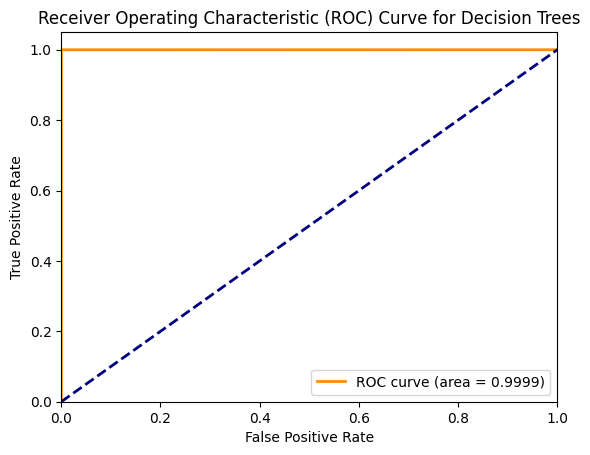 Receiver Operating Characteristic (ROC) Curve for Decision Trees
1.0
0.8
0.6
0.4
0.2
0.0
True Positive Rate
ROC curve (area = 0.9999)
0.0 0.2 0.4 0.6 0.8 1.0
False Positive Rate